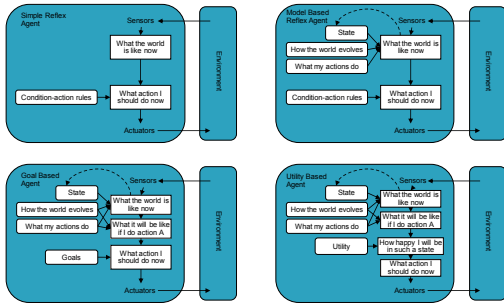 Simple Reflex
Agent
Sensors
What the world
is like now
Condition-action rules
What action I
should do now
Actuators
Environment
Model Based
Reflex Agent
Sensors
State
How the world evolves
What my actions do
What the world is
like now
Condition-action rules
What action I
should do now
Actuators
Environment
Goal Based
Agent
Sensors
State
How the world evolves
What my actions do
What the world is
like now
What it will be like
if I do action A
Goals
What action I
should do now
Actuators
Environment
Utility Based
Agent
Sensors
State
How the world evolves
What my actions do
What the world is
like now
What it will be like
if I do action A
Utility
How happy I will be
in such a state
What action I
should do now
Actuators
Environment